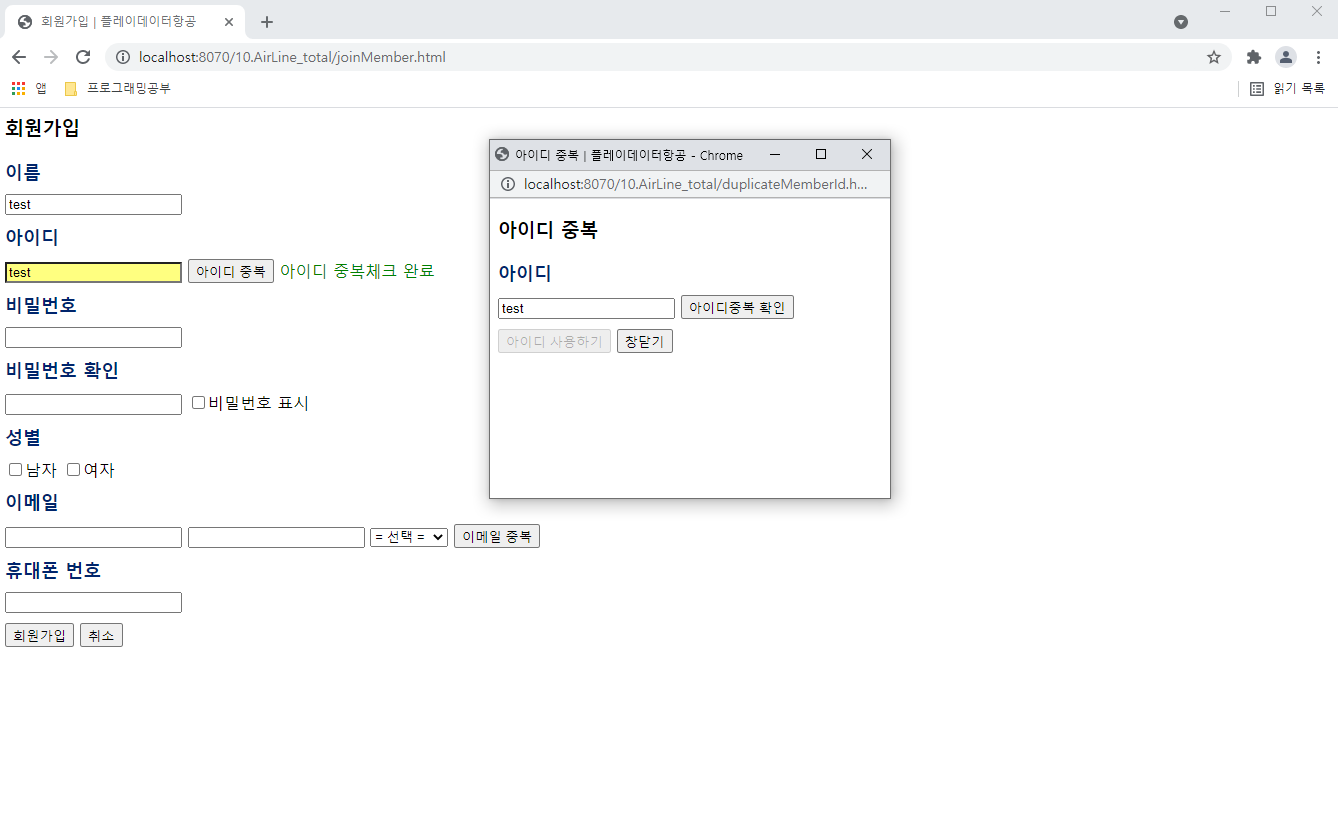 회원가입 | 플레이데이터항공
localhost:8070/10.AirLine_total/joinMember.html
앱 프로그래밍공부 읽기 목록
회원가입
이름
test
아이디
test 아이디 중복 아이디 중복체크 완료
비밀번호
비밀번호 확인
비밀번호 표시
성별
남자 여자
이메일
= 선택 = 이메일 중복
휴대폰 번호
회원가입 취소
아이디 중복 | 플레이데이터항공 - Chrome
localhost:8070/10.AirLine_total/duplicateMemberId.h...
아이디 중복
아이디
test 아이디중복 확인
아이디 사용하기 창닫기